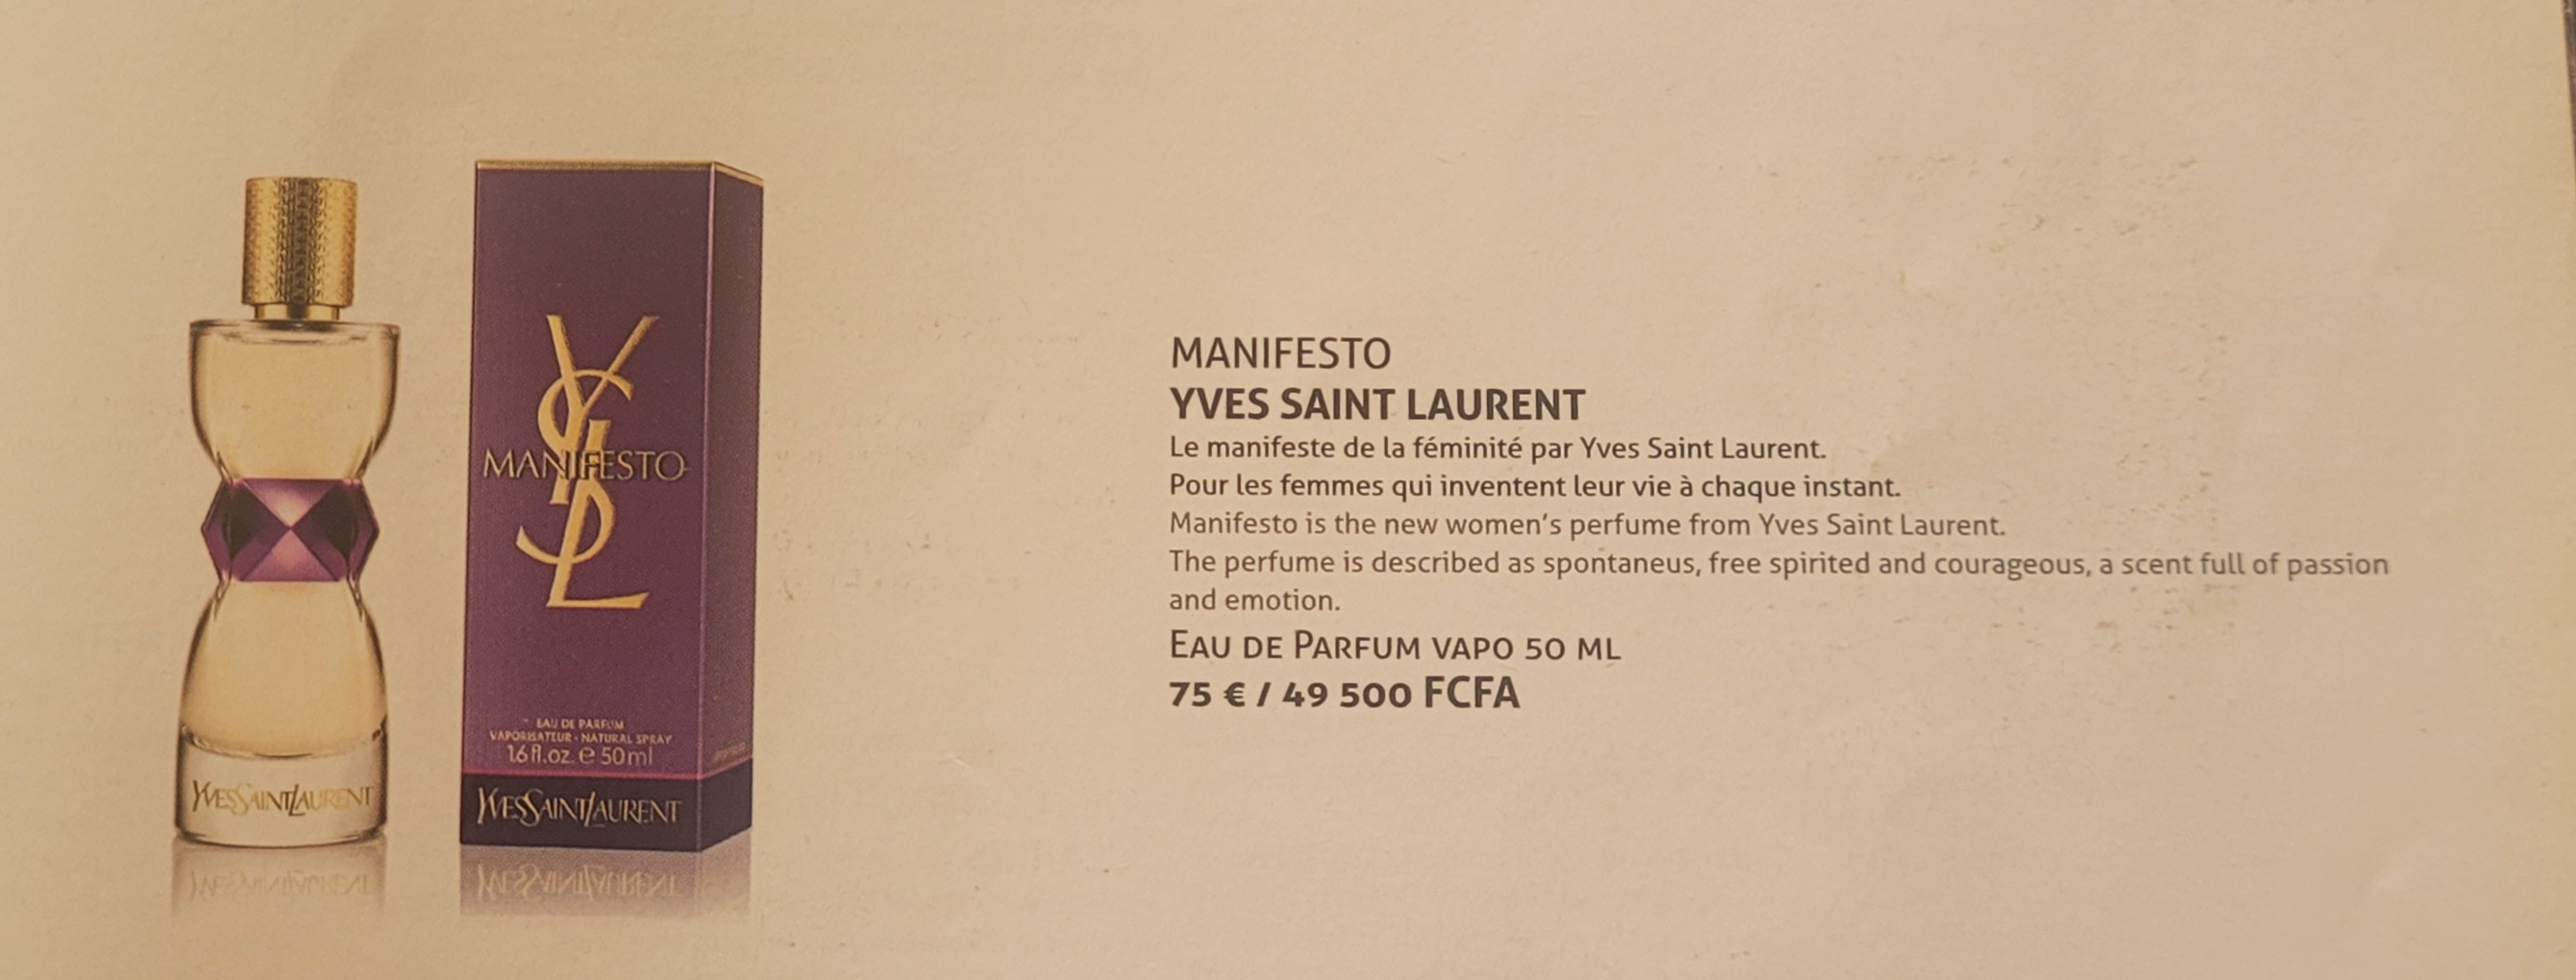 YSL
MANIFESTO
EAU DE PARFUM
VAPORISATEUR - NATURAL SPRAY
1.6 fl.oz. e 50ml
YVESSAINTLAURENT
YVESSAINTLAURENT
MANIFESTO
YVES SAINT LAURENT
Le manifeste de la féminité par Yves Saint Laurent.
Pour les femmes qui inventent leur vie à chaque instant.
Manifesto is the new women's perfume from Yves Saint Laurent.
The perfume is described as spontaneus, free spirited and courageous, a scent full of passion
and emotion.
EAU DE PARFUM VAPO 50 ML
75 € / 49 500 FCFA